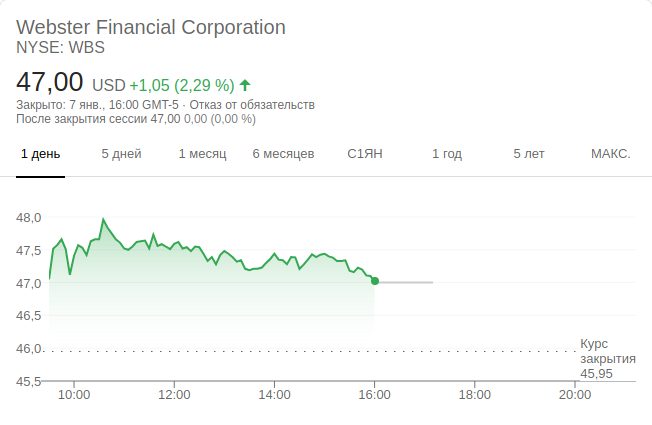 Webster Financial Corporation
NYSE: WBS
47,00 USD +1,05 (2,29 %)
Закрыто: 7 янв., 16:00 GMT-5 · Отказ от обязательств
После закрытия сессии 47,00 0,00 (0,00 %)
1 день 5 дней 1 месяц 6 месяцев С1ЯН 1 год 5 лет МАКС.
48,0
47,5
47,0
46,5
46,0
Курс
закрытия
45,95
45,5
10:00 12:00 14:00 16:00 18:00 20:00